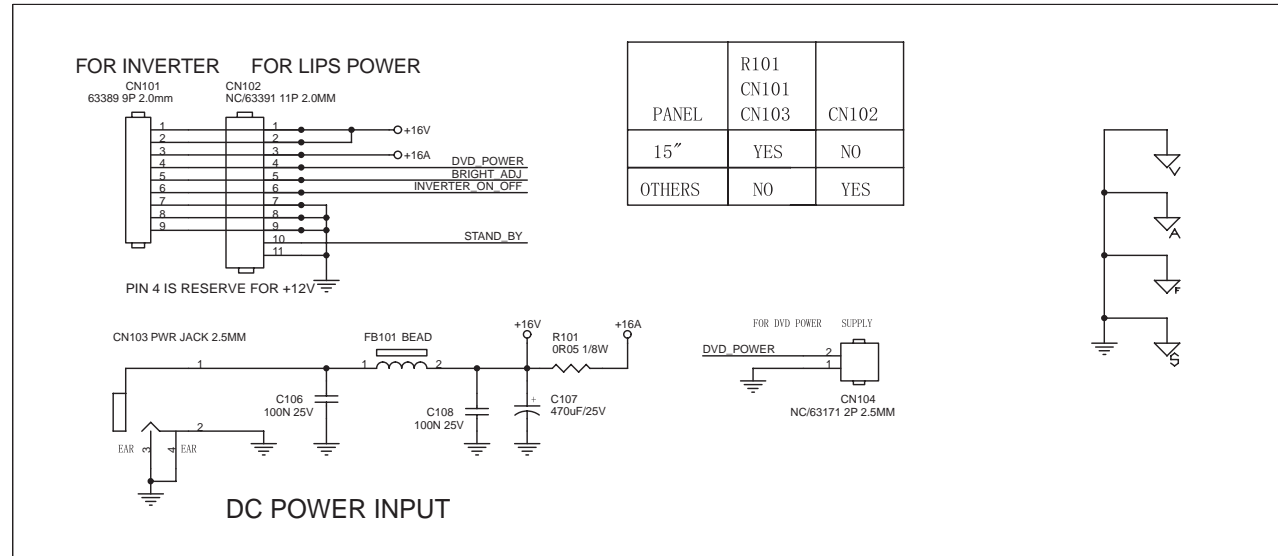 FOR INVERTER FOR LIPS POWER
CN101 CN102
63389 9P 2.0mm NC/63391 11P 2.0MM
1 1 +16V
2 2
3 3 +16A
4 4 DVD_POWER
5 5 BRIGHT_ADJ
6 6 INVERTER_ON_OFF
7 7
8 8
9 9
10 STAND_BY
11
PIN 4 IS RESERVE FOR +12V
R101
CN101
PANEL CN103 CN102
15″ YES NO
OTHERS NO YES
V
A
F
S
CN103 PWR JACK 2.5MM
1
FB101 BEAD
1 2
+16V
R101
0R05 1/8W
+16A
C106
100N 25V
C108
100N 25V
+
C107
470uF/25V
2
EAR 3 4 EAR
FOR DVD POWER SUPPLY
DVD_POWER 2
1
CN104
NC/63171 2P 2.5MM
DC POWER INPUT